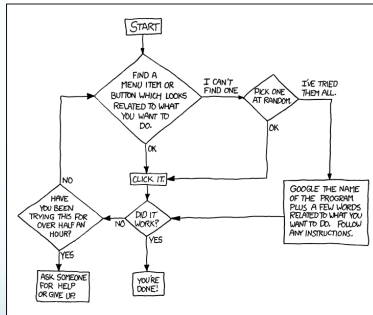 START
FIND A
MENU ITEM OR
BUTTON WHICH LOOKS
RELATED TO WHAT
YOU WANT TO
DO.
I CAN'T
FIND ONE
PICK ONE
AT RANDOM.
I'VE TRIED
THEM ALL.
OK
OK
CLICK IT.
GOOGLE THE NAME
OF THE PROGRAM
PLUS A FEW WORDS
RELATED TO WHAT YOU
WANT TO DO. FOLLOW
ANY INSTRUCTIONS.
DID IT
WORK?
NO
YES
YOU'RE
DONE!
HAVE
YOU BEEN
TRYING THIS FOR
OVER HALF AN
HOUR?
NO
YES
ASK SOMEONE
FOR HELP
OR GIVE UP.